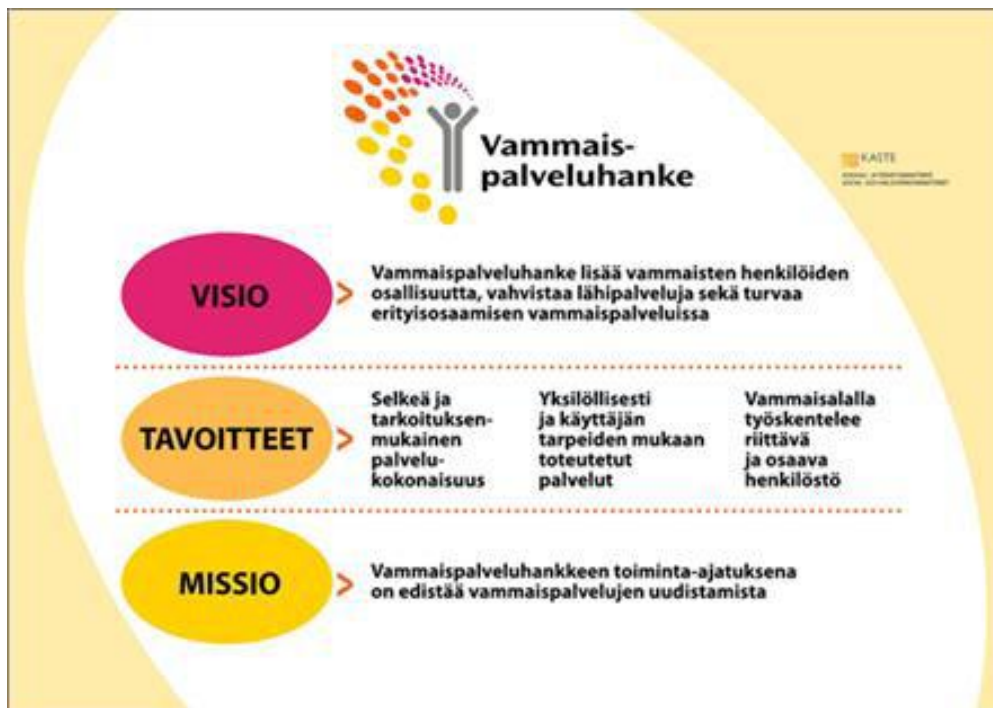 Vammais-
palveluhanke
KASTE
VISIO
Vammaispalveluhanke lisää vammaisten henkilöiden
osallisuutta, vahvistaa lähipalveluja sekä turvaa
erityisosaamisen vammaispalveluissa
TAVOITTEET
Selkeä ja
tarkoituksen-
mukainen
palvelu-
kokonaisuus
Yksilöllisesti
ja käyttäjän
tarpeiden mukaan
toteutetut
palvelut
Vammaisalalla
työskentelee
riittävä
ja osaava
henkilöstö
MISSIO
Vammaispalveluhankkeen toiminta-ajatuksena
on edistää vammaispalvelujen uudistamista